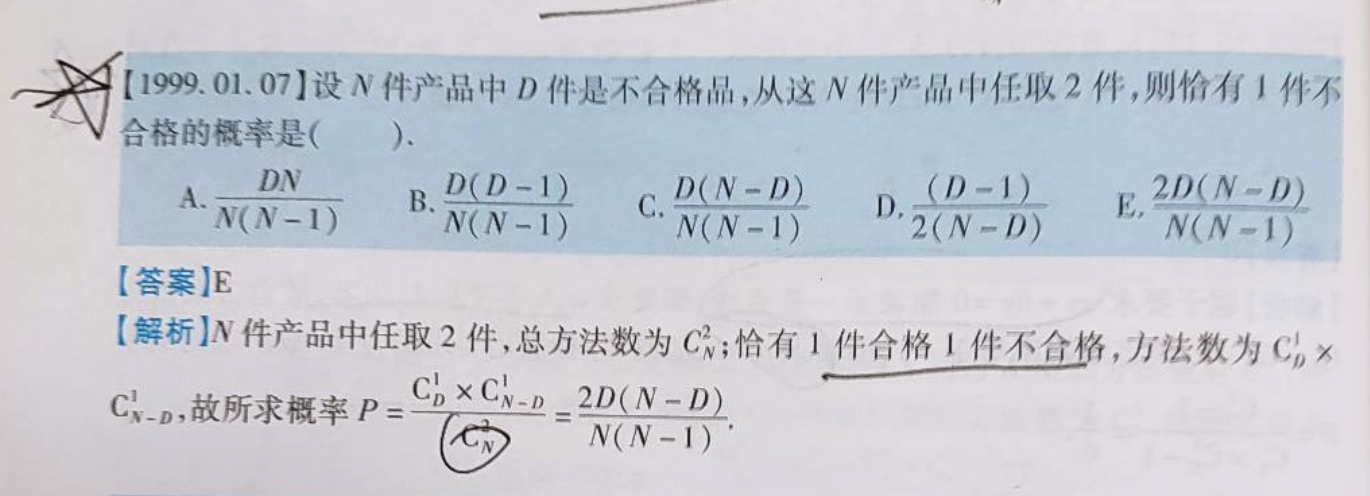 【1999.01.07】设 N 件产品中 D 件是不合格品,从这 N 件产品中任取 2 件,则恰有 1 件不
合格的概率是(  ).
A. \frac{DN}{N(N-1)} B. \frac{D(D-1)}{N(N-1)} C. \frac{D(N-D)}{N(N-1)} D. \frac{(D-1)}{2(N-D)} E. \frac{2D(N-D)}{N(N-1)}
【答案】E
【解析】N 件产品中任取 2 件,总方法数为 C_N^2;恰有 1 件合格 1 件不合格,方法数为 C_D^1 ×
C_{N-D}^1,故所求概率 P = \frac{C_D^1 × C_{N-D}^1}{C_N^2} = \frac{2D(N-D)}{N(N-1)}.